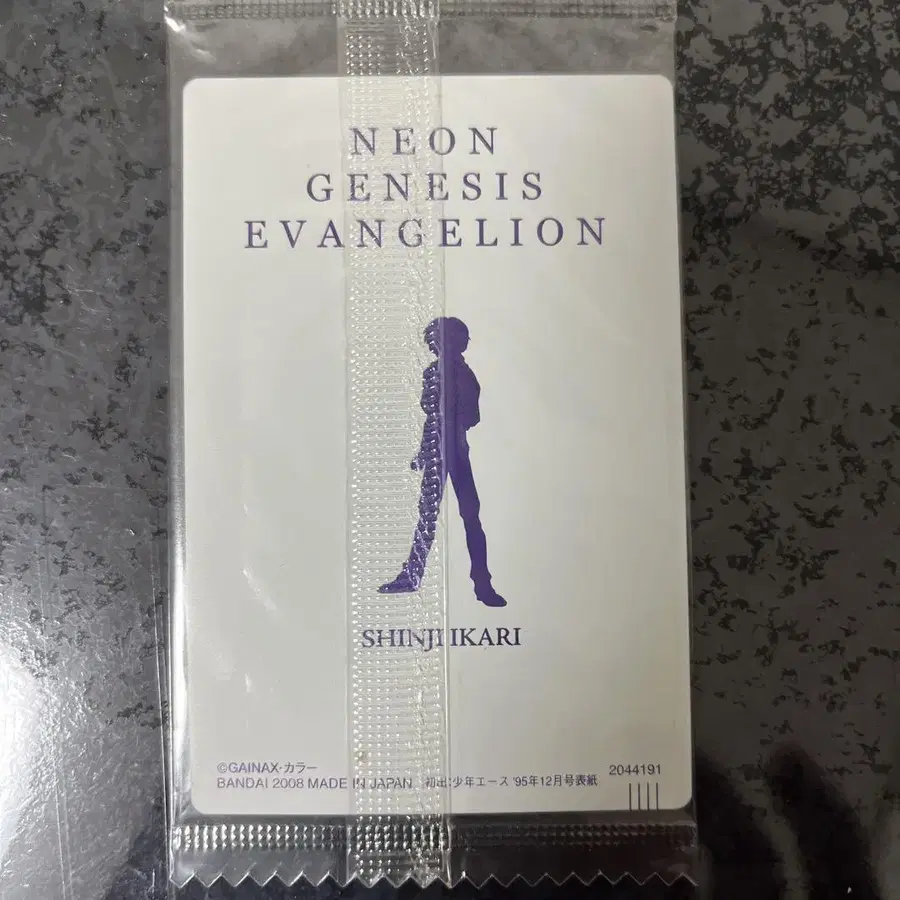 NEON
GENESIS
EVANGELION
SHINJI IKARI
©GAINAX・カラー
BANDAI 2008 MADE IN JAPAN 初出:少年エース '95年12月号表紙
2044191